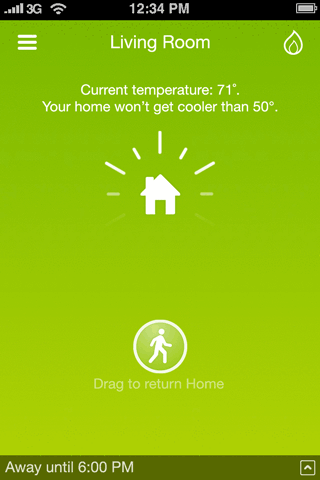 3G 12:34 PM
Living Room
Current temperature: 71°.
Your home won’t get cooler than 50°.
Drag to return Home
Away until 6:00 PM